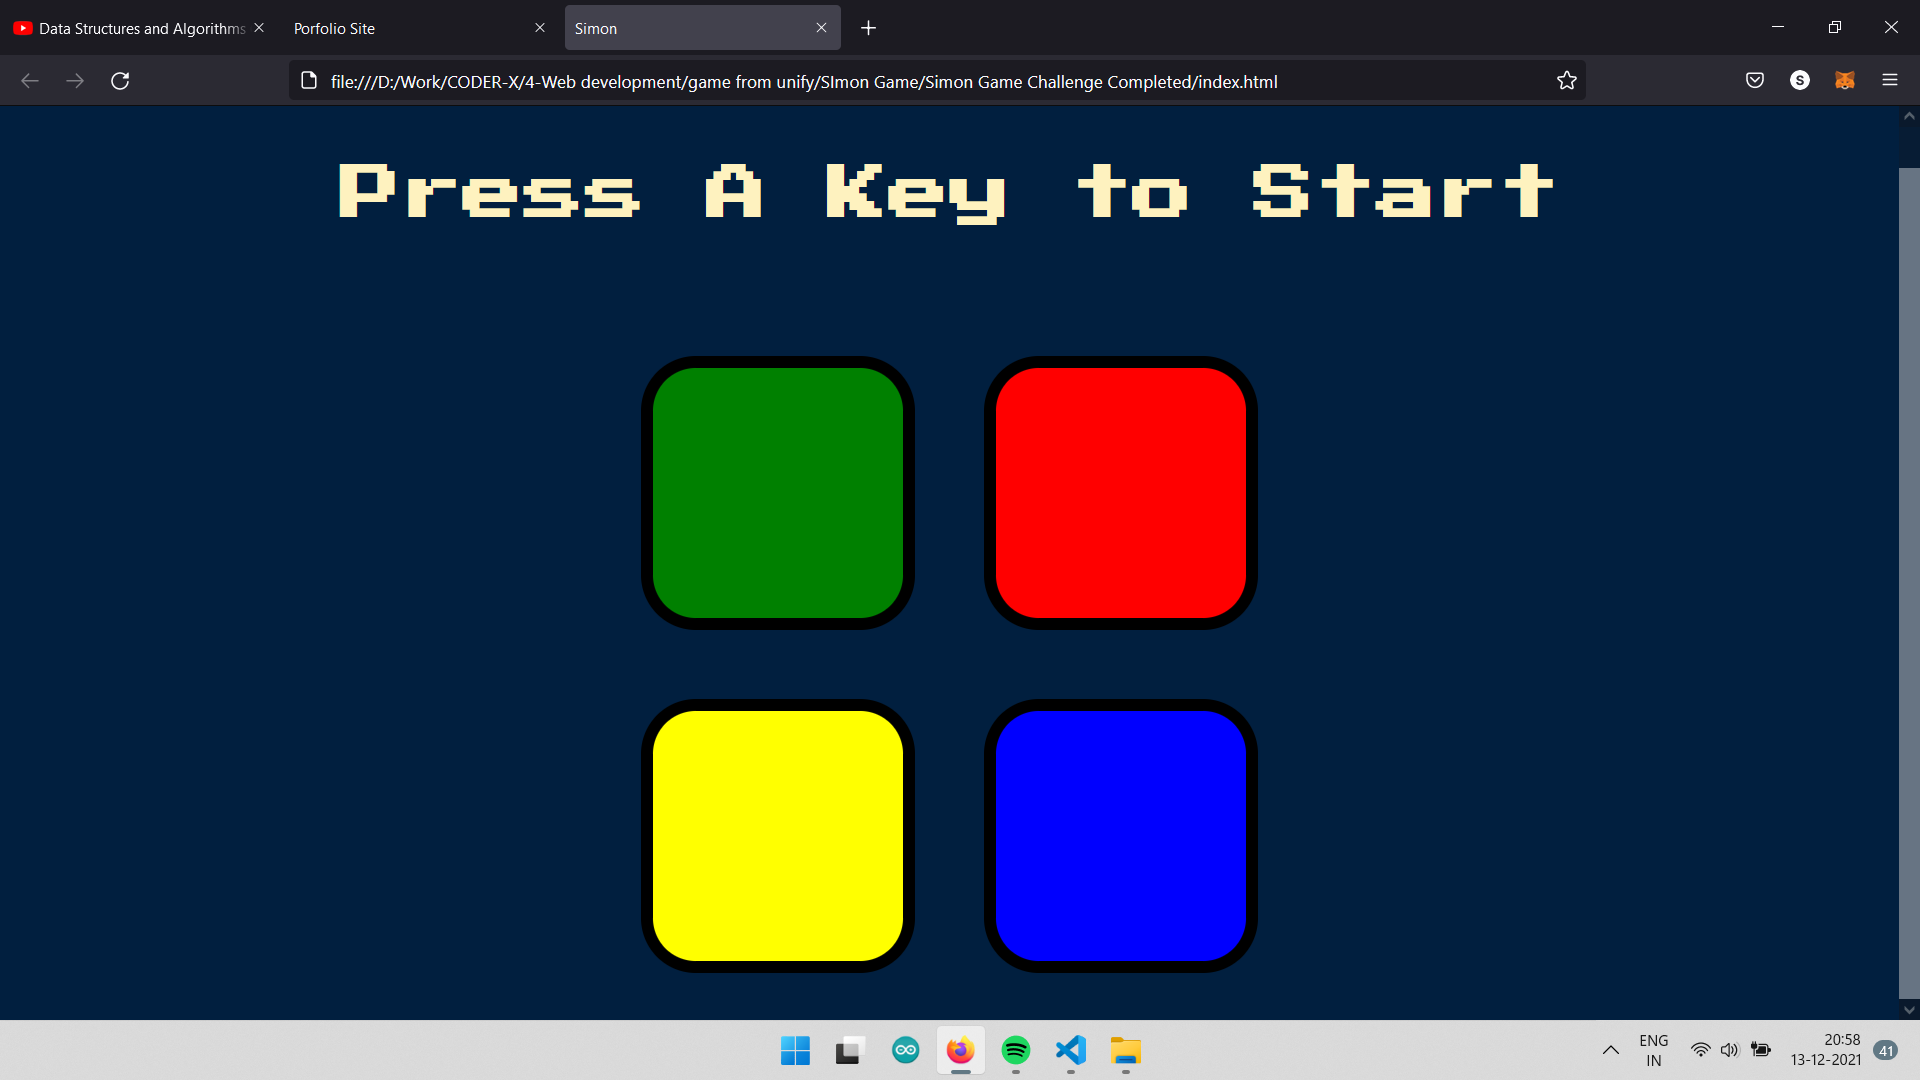 Data Structures and Algorithms
Porfolio Site
Simon
file:///D:/Work/CODER-X/4-Web development/game from unify/SImon Game/Simon Game Challenge Completed/index.html
S
Press A Key to Start
ENG
IN
20:58
13-12-2021
41